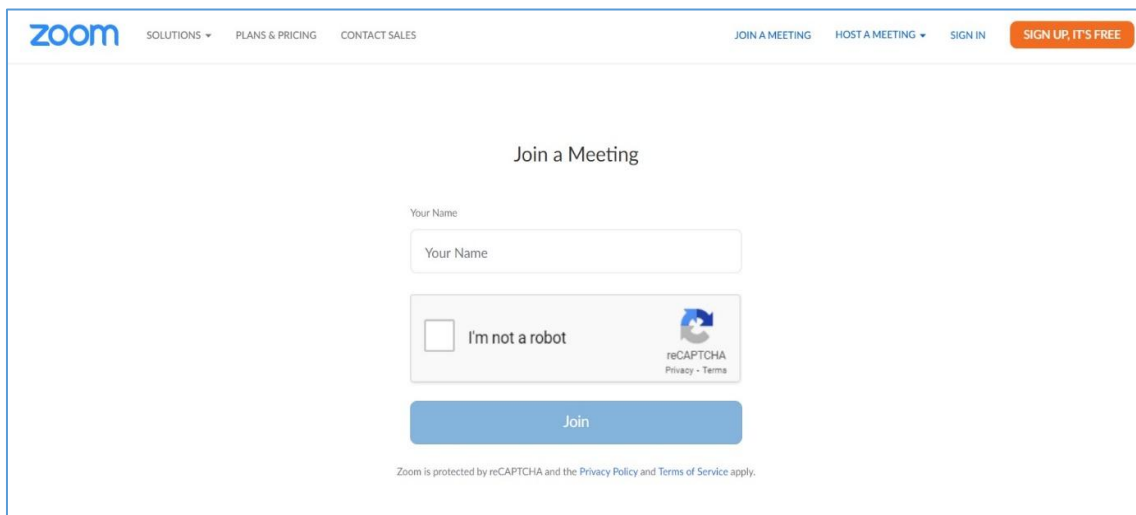 zoom SOLUTIONS PLANS & PRICING CONTACT SALES JOIN A MEETING HOST A MEETING SIGN IN SIGN UP, IT'S FREE
Join a Meeting
Your Name
Your Name
I'm not a robot
reCAPTCHA
Privacy - Terms
Join
Zoom is protected by reCAPTCHA and the Privacy Policy and Terms of Service apply.